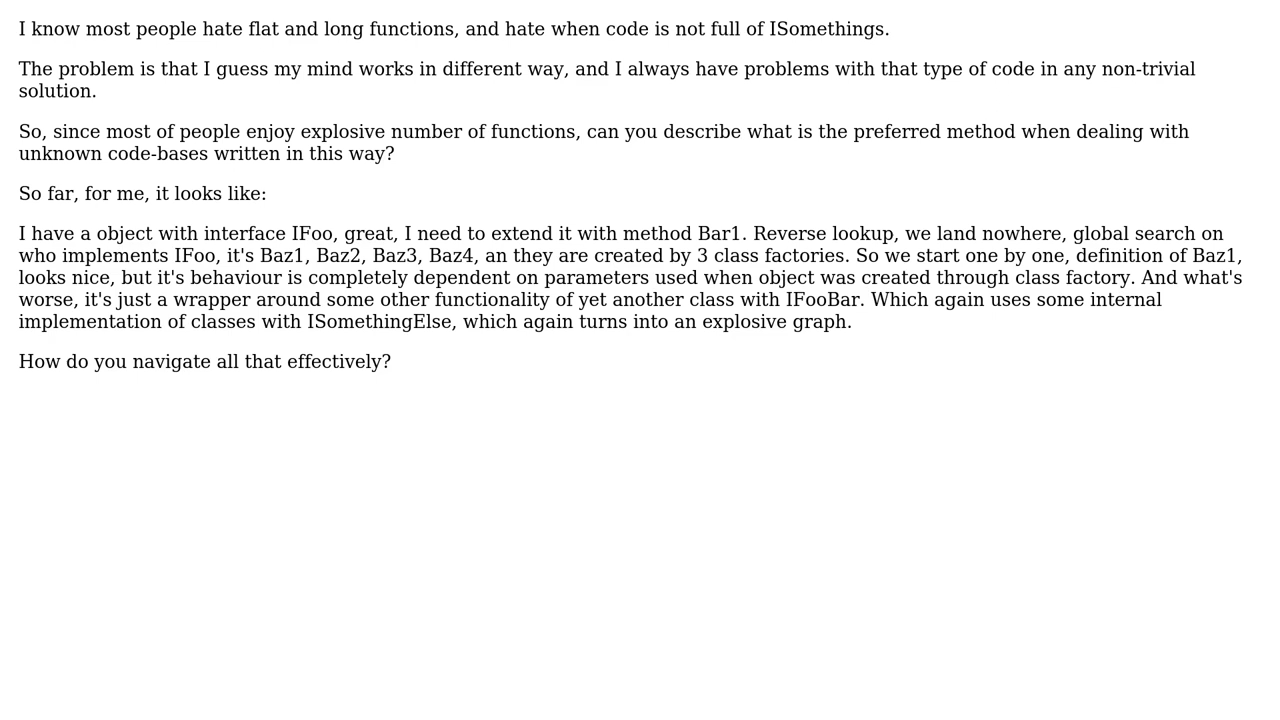 I know most people hate flat and long functions, and hate when code is not full of ISomethings.
The problem is that I guess my mind works in different way, and I always have problems with that type of code in any non-trivial
solution.
So, since most of people enjoy explosive number of functions, can you describe what is the preferred method when dealing with
unknown code-bases written in this way?
So far, for me, it looks like:
I have a object with interface IFoo, great, I need to extend it with method Bar1. Reverse lookup, we land nowhere, global search on
who implements IFoo, it's Baz1, Baz2, Baz3, Baz4, an they are created by 3 class factories. So we start one by one, definition of Baz1,
looks nice, but it's behaviour is completely dependent on parameters used when object was created through class factory. And what's
worse, it's just a wrapper around some other functionality of yet another class with IFooBar. Which again uses some internal
implementation of classes with ISomethingElse, which again turns into an explosive graph.
How do you navigate all that effectively?